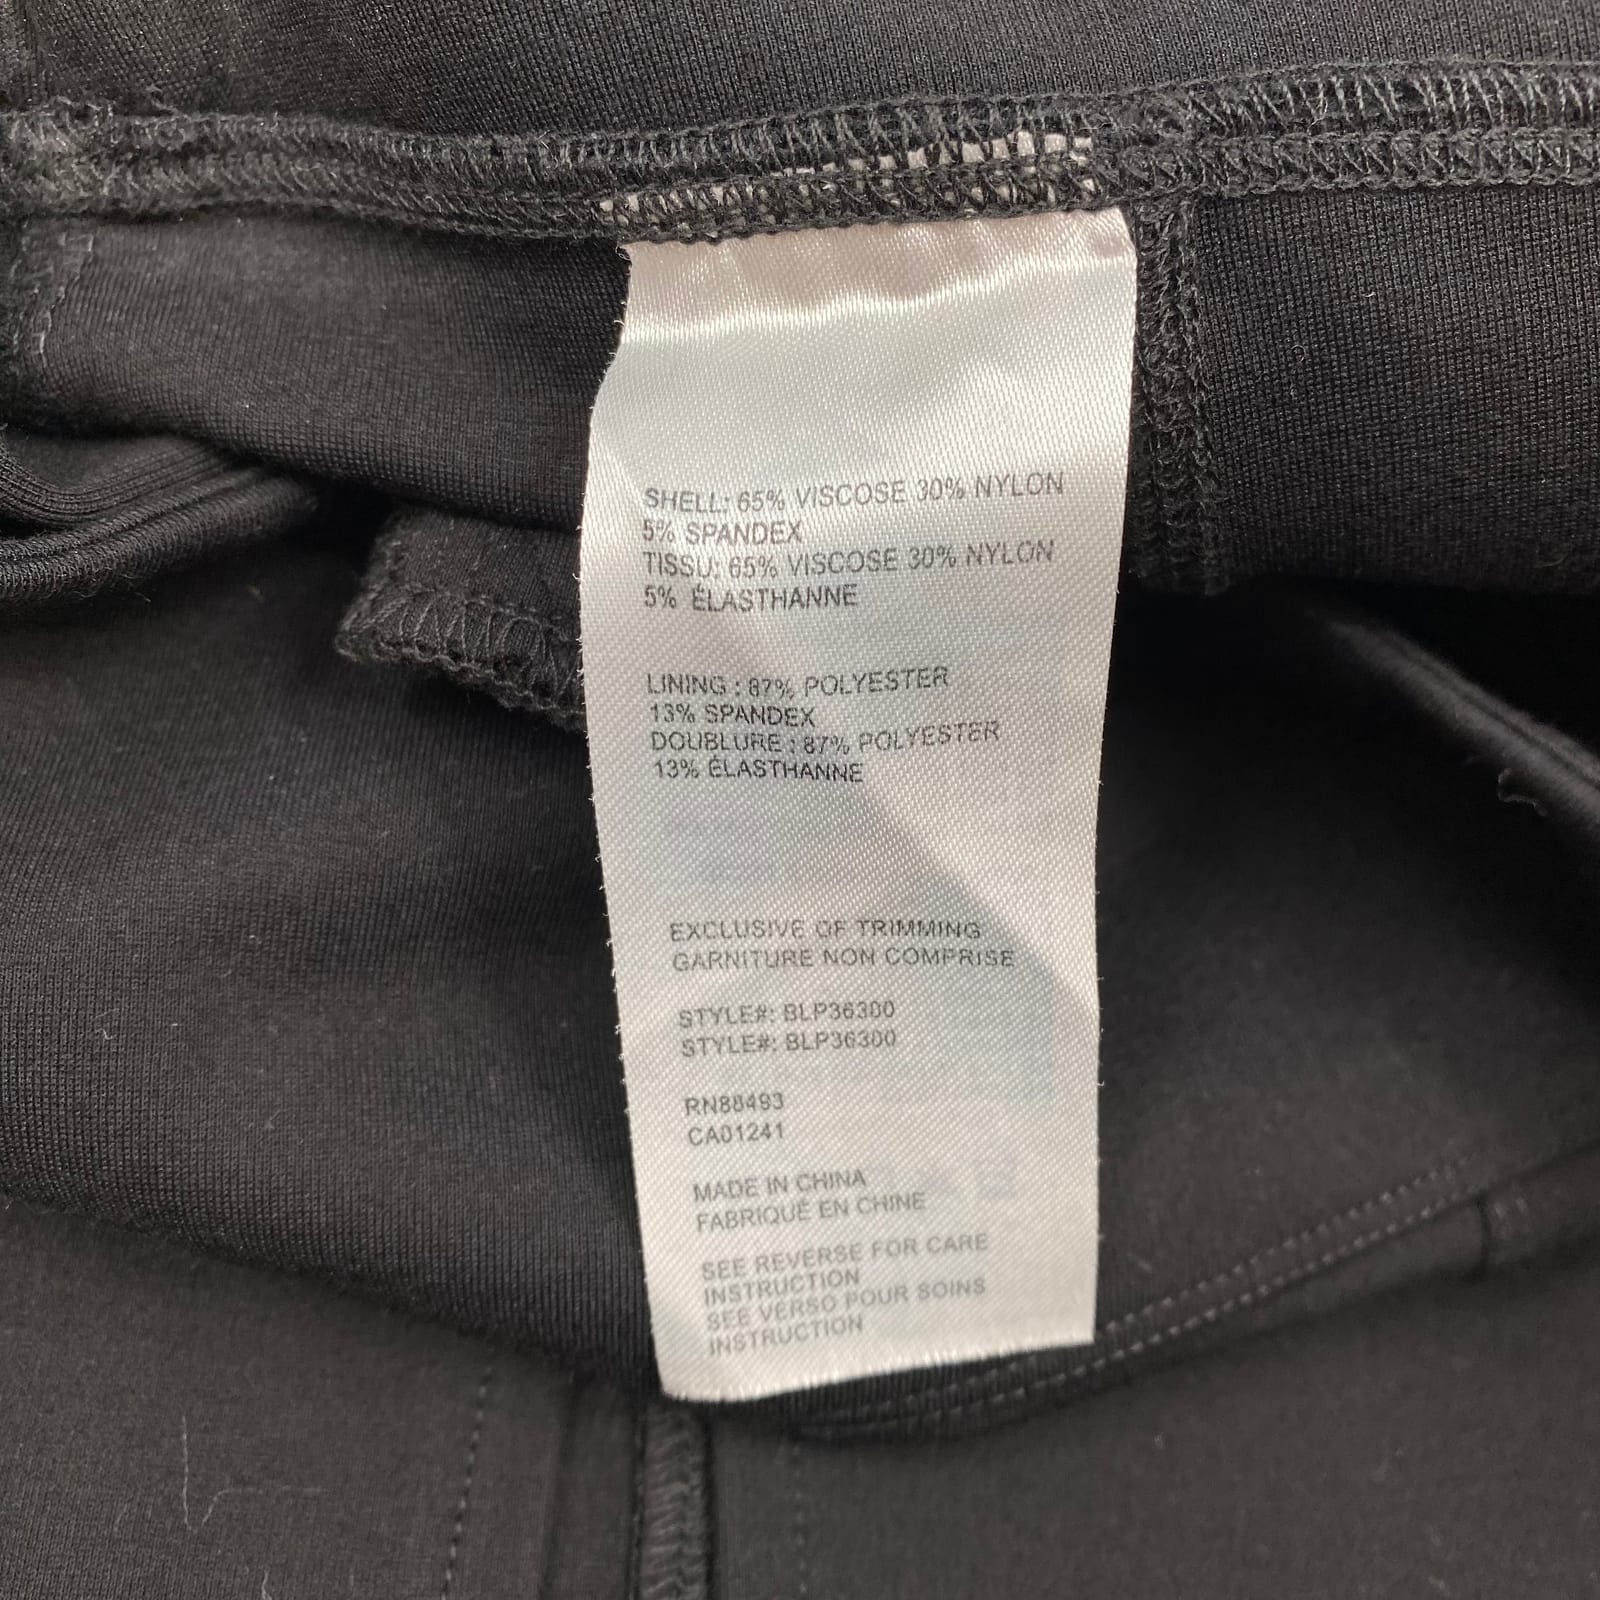 SHELL: 65% VISCOSE 30% NYLON
5% SPANDEX
TISSU: 65% VISCOSE 30% NYLON
5% ÉLASTHANNE
LINING : 87% POLYESTER
13% SPANDEX
DOUBLURE : 87% POLYESTER
13% ÉLASTHANNE
EXCLUSIVE OF TRIMMING
GARNITURE NON COMPRISE
STYLE#: BLP36300
STYLE#: BLP36300
RN88493
CA01241
MADE IN CHINA
FABRIQUÉ EN CHINE
SEE REVERSE FOR CARE
INSTRUCTION
SEE VERSO POUR SOINS
INSTRUCTION